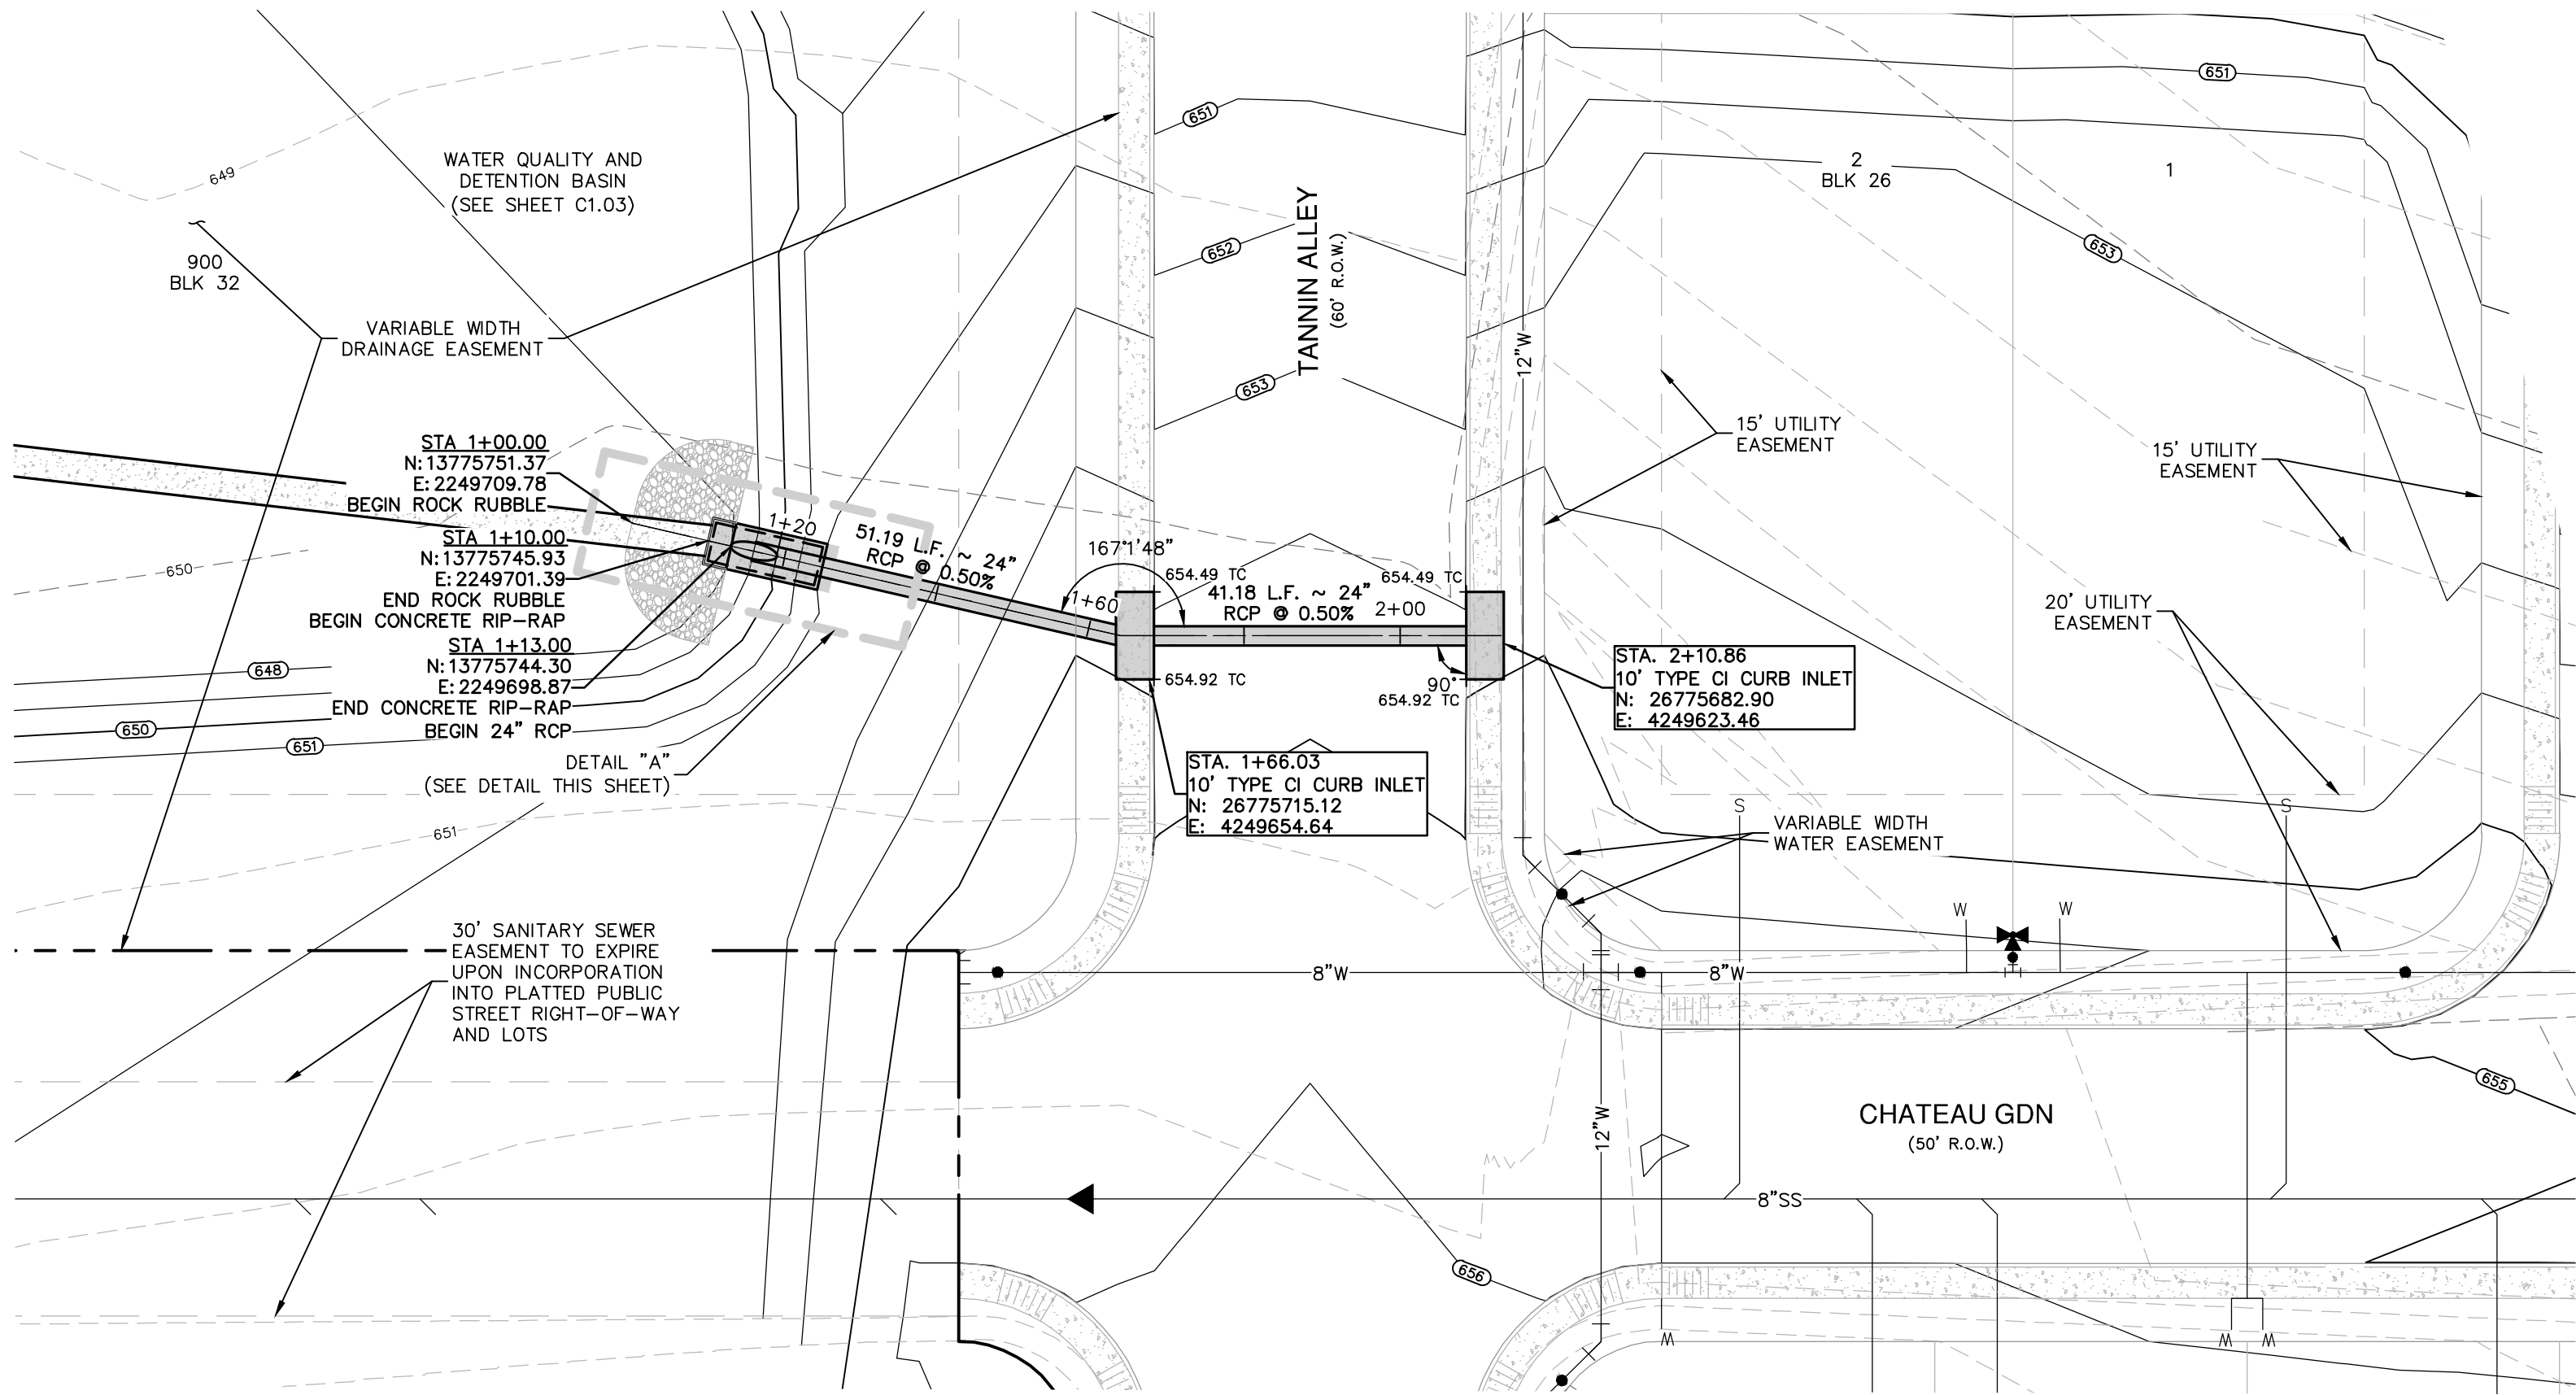 651
651
WATER QUALITY AND
DETENTION BASIN
(SEE SHEET C1.03)
649
2
BLK 26
1
TANNIN ALLEY
(60' R.O.W.)
652
653
900
BLK 32
VARIABLE WIDTH
DRAINAGE EASEMENT
12"W
653
15' UTILITY
EASEMENT
15' UTILITY
EASEMENT
STA 1+00.00
N: 13775751.37
E: 2249709.78
BEGIN ROCK RUBBLE
STA 1+10.00
N: 13775745.93
E: 2249701.39
END ROCK RUBBLE
BEGIN CONCRETE RIP-RAP
STA 1+13.00
N: 13775744.30
E: 2249698.87
END CONCRETE RIP-RAP
BEGIN 24" RCP
1+20
51.19 L.F. ~ 24"
RCP @ 0.50%
167°1'48"
1+60
654.49 TC
654.49 TC
41.18 L.F. ~ 24"
RCP @ 0.50%
2+00
654.92 TC
90°
654.92 TC
650
648
650
651
20' UTILITY
EASEMENT
STA. 2+10.86
10' TYPE CI CURB INLET
N: 26775682.90
E: 4249623.46
DETAIL "A"
(SEE DETAIL THIS SHEET)
STA. 1+66.03
10' TYPE CI CURB INLET
N: 26775715.12
E: 4249654.64
651
S
S
VARIABLE WIDTH
WATER EASEMENT
W
W
30' SANITARY SEWER
EASEMENT TO EXPIRE
UPON INCORPORATION
INTO PLATTED PUBLIC
STREET RIGHT-OF-WAY
AND LOTS
8"W
8"W
12"W
CHATEAU GDN
(50' R.O.W.)
655
8"SS
656
W
W
W